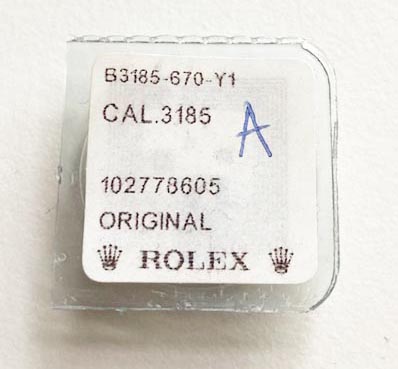 B3185-670-Y1
CAL.3185
A
102778605
ORIGINAL
ROLEX